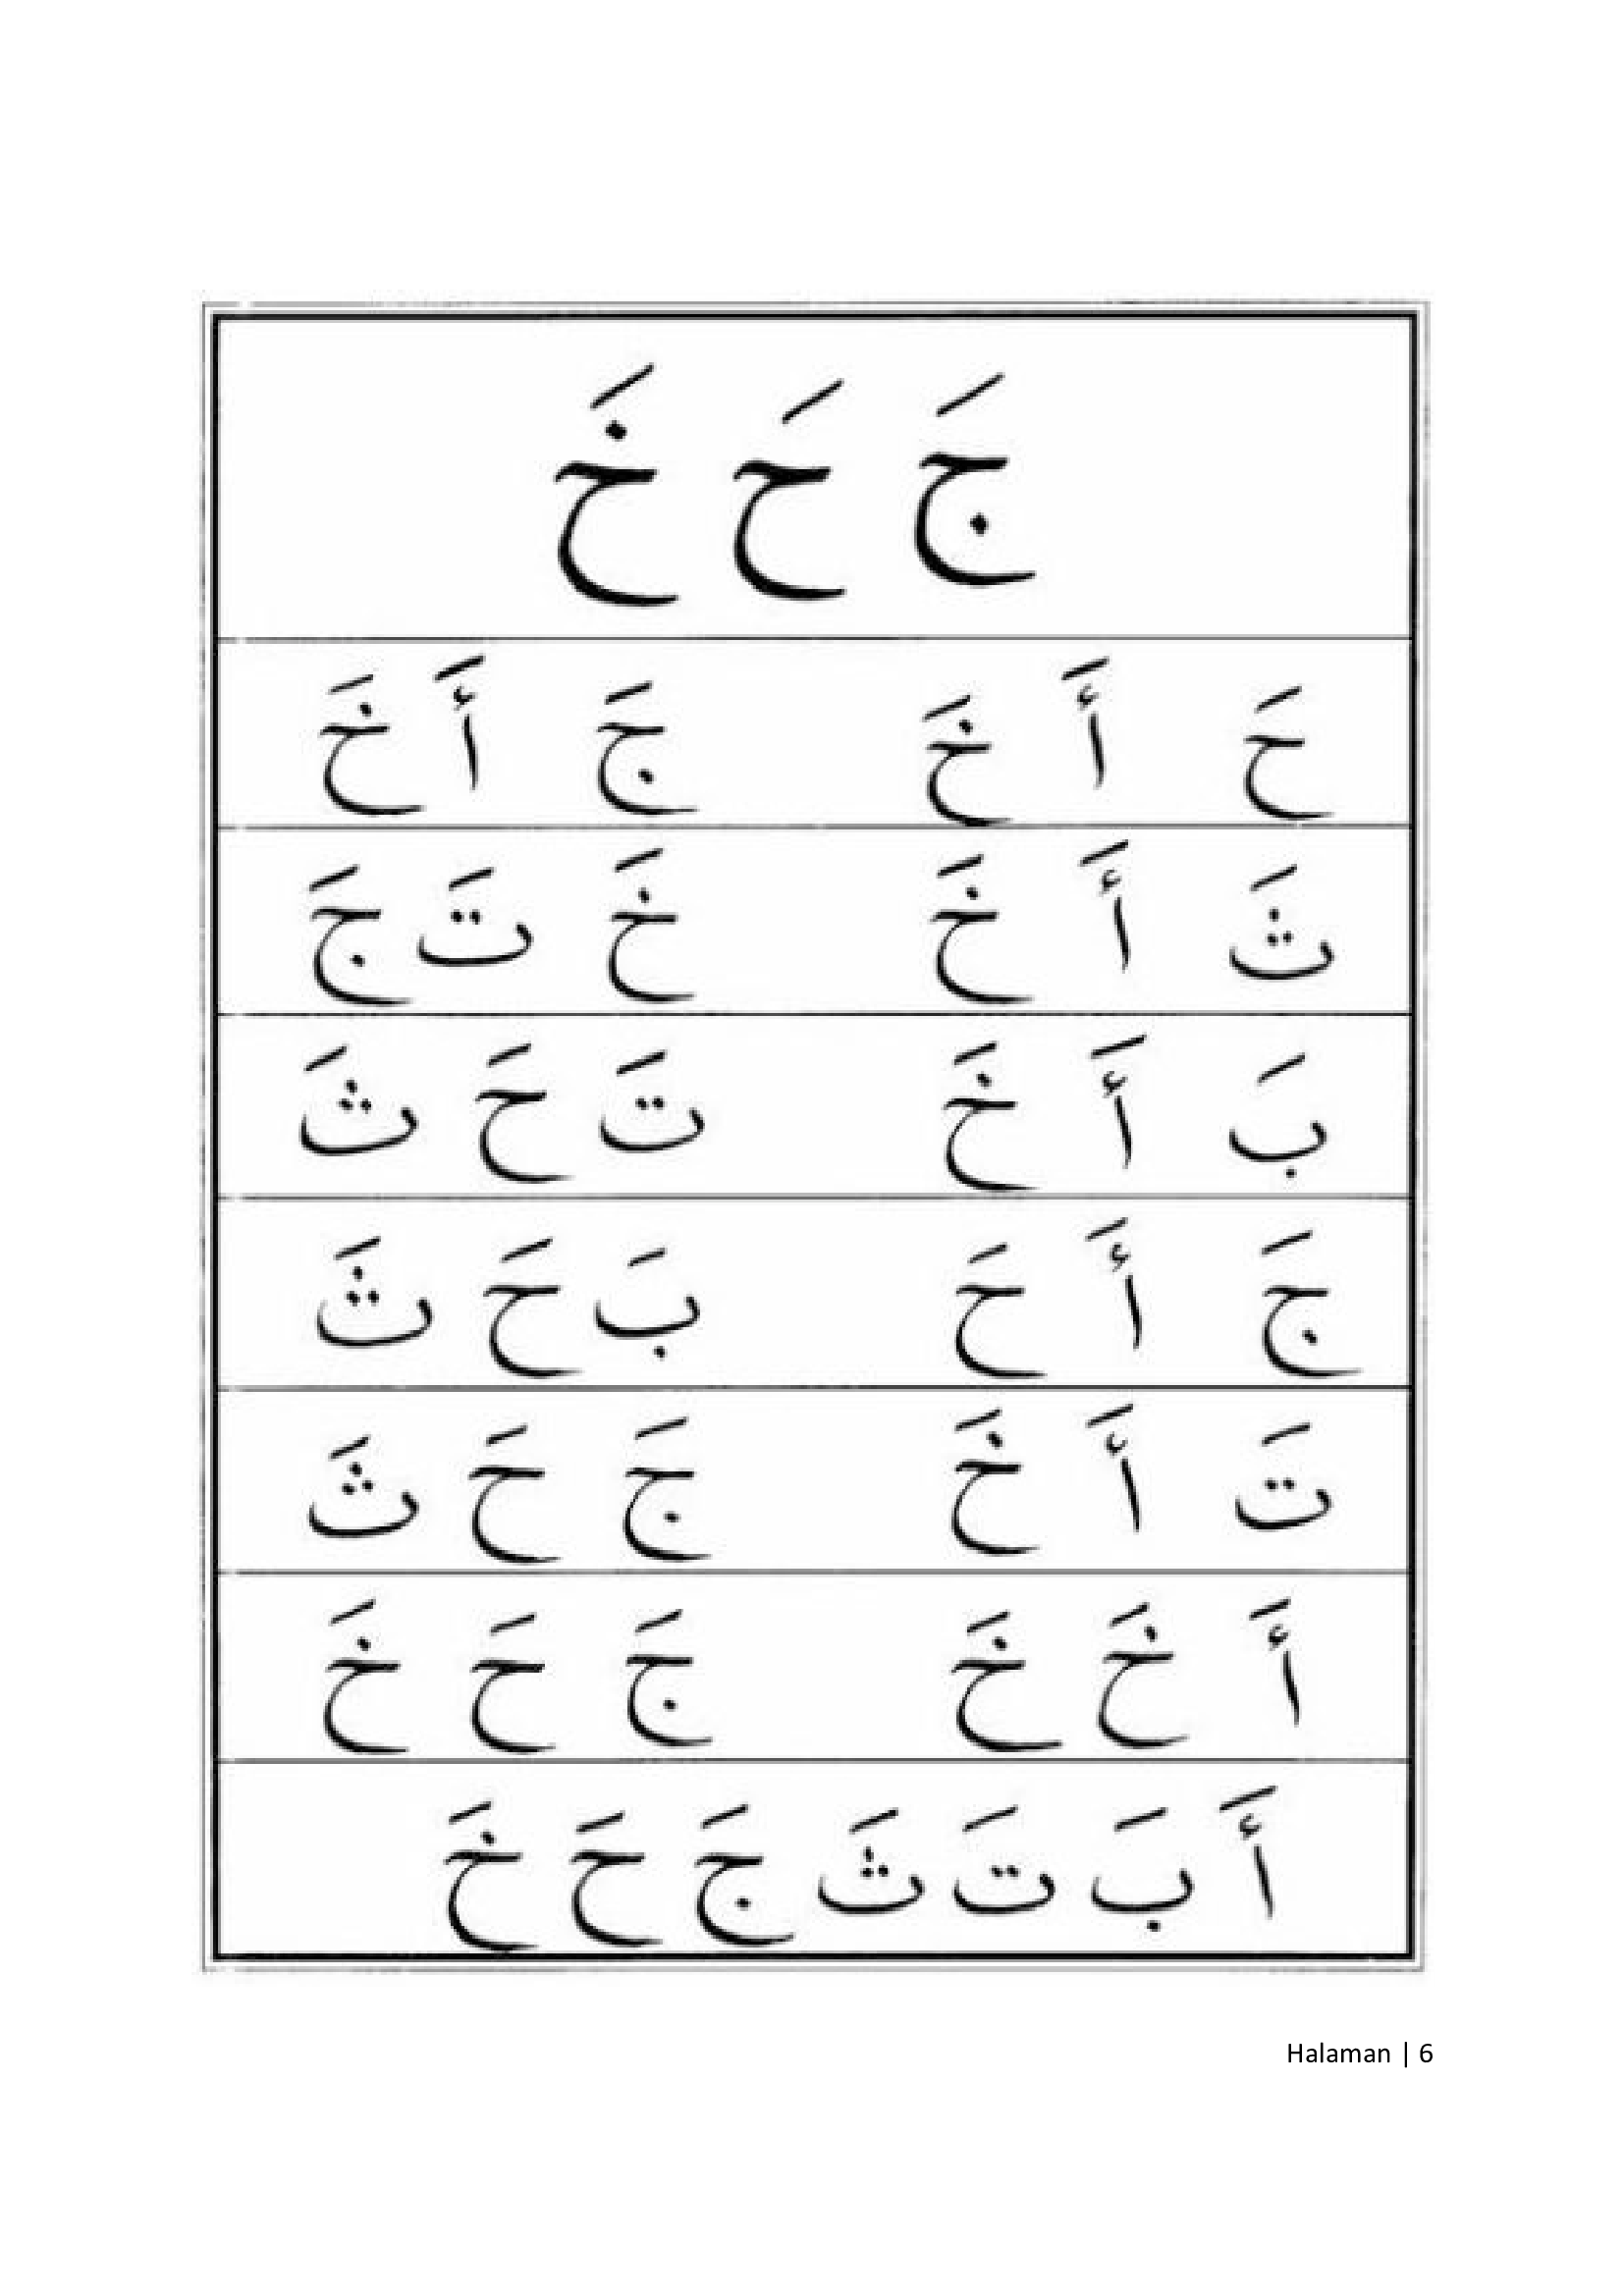 جَ حَ خَ
حَ أَ خَ جَ أَ خَ
ثَ أَ خَ خَ تَ جَ
بَ أَ خَ تَ حَ ثَ
جَ أَ حَ بَ حَ ثَ
تَ أَ خَ جَ حَ ثَ
أَ خَ خَ جَ حَ خَ
أَ بَ تَ ثَ جَ حَ خَ
Halaman | 6